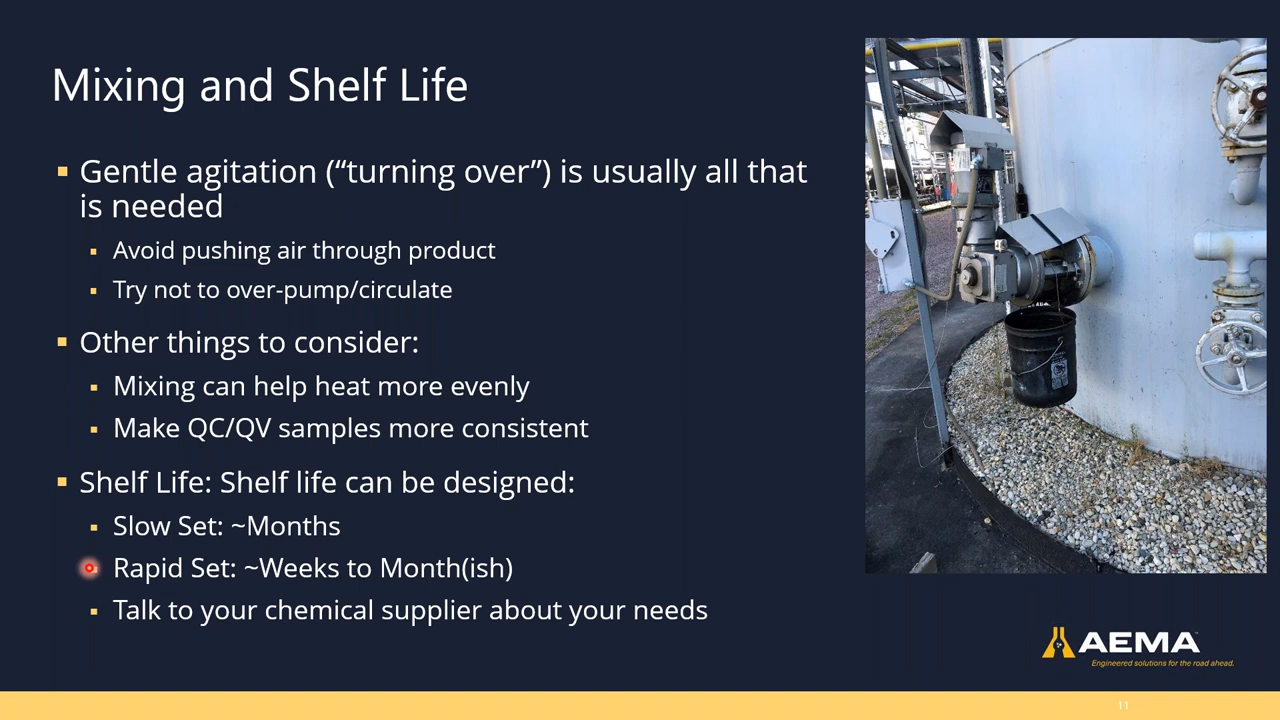 Mixing and Shelf Life
Gentle agitation (“turning over”) is usually all that
is needed
Avoid pushing air through product
Try not to over-pump/circulate
Other things to consider:
Mixing can help heat more evenly
Make QC/QV samples more consistent
Shelf Life: Shelf life can be designed:
Slow Set: ~Months
Rapid Set: ~Weeks to Month(ish)
Talk to your chemical supplier about your needs
AEMA
Engineered solutions for the road ahead.
11